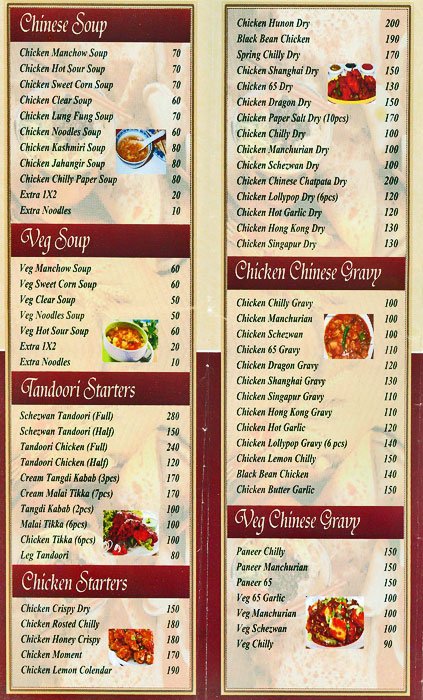 Chinese Soup
Chicken Manchow Soup 70
Chicken Hot Sour Soup 70
Chicken Sweet Corn Soup 70
Chicken Clear Soup 60
Chicken Lung Fung Soup 70
Chicken Noodles Soup 60
Chicken Kashmiri Soup 80
Chicken Jahangir Soup 80
Chicken Chilly Paper Soup 80
Extra 1X2 20
Extra Noodles 10
Veg Soup
Veg Manchow Soup 60
Veg Sweet Corn Soup 60
Veg Clear Soup 50
Veg Noodles Soup 50
Veg Hot Sour Soup 60
Extra 1X2 20
Extra Noodles 10
Tandoori Starters
Schezwan Tandoori (Full) 280
Schezwan Tandoori (Half) 150
Tandoori Chicken (Full) 240
Tandoori Chicken (Half) 120
Cream Tangdi Kabab (3pcs) 170
Cream Malai Tikka (7pcs) 170
Tangdi Kabab (2pcs) 100
Malai Tikka (6pcs) 100
Chicken Tikka (6pcs) 100
Leg Tandoori 80
Chicken Starters
Chicken Crispy Dry 150
Chicken Rosted Chilly 180
Chicken Honey Crispy 180
Chicken Moment 170
Chicken Lemon Colendar 190
Chicken Hunon Dry 200
Black Bean Chicken 190
Spring Chilly Dry 170
Chicken Shanghai Dry 150
Chicken 65 Dry 130
Chicken Dragon Dry 150
Chicken Paper Salt Dry (10pcs) 170
Chicken Chilly Dry 100
Chicken Manchurian Dry 100
Chicken Schezwan Dry 100
Chicken Chinese Chatpata Dry 200
Chicken Lollypop Dry (6pcs) 120
Chicken Hot Garlic Dry 120
Chicken Hong Kong Dry 130
Chicken Singapur Dry 130
Chicken Chinese Gravy
Chicken Chilly Gravy 100
Chicken Manchurian 100
Chicken Schezwan 100
Chicken 65 Gravy 110
Chicken Dragon Gravy 120
Chicken Shanghai Gravy 130
Chicken Singapur Gravy 110
Chicken Hong Kong Gravy 110
Chicken Hot Garlic 120
Chicken Lollypop Gravy (6 pcs) 140
Chicken Lemon Chilly 150
Black Bean Chicken 140
Chicken Butter Garlic 150
Veg Chinese Gravy
Paneer Chilly 150
Paneer Manchurian 150
Paneer 65 150
Veg 65 Garlic 100
Veg Manchurian 100
Veg Schezwan 100
Veg Chilly 90